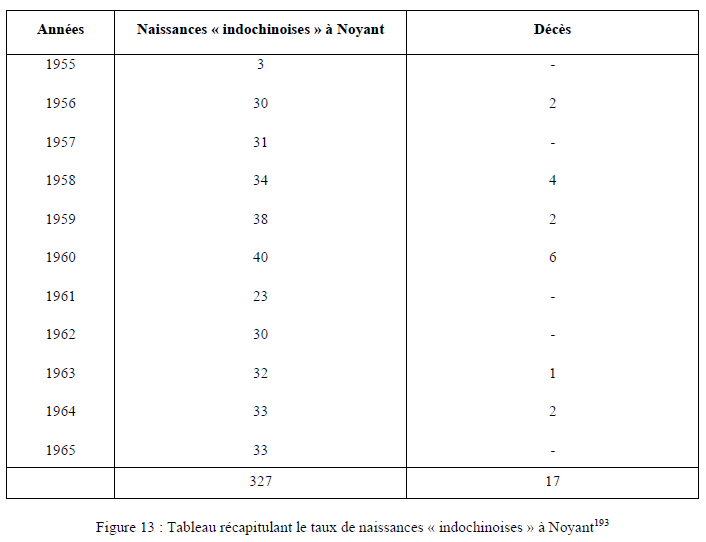 Années Naissances « indochinoises » à Noyant Décès
1955 3 -
1956 30 2
1957 31 -
1958 34 4
1959 38 2
1960 40 6
1961 23 -
1962 30 -
1963 32 1
1964 33 2
1965 33 -
327 17
Figure 13 : Tableau récapitulant le taux de naissances « indochinoises » à Noyant193